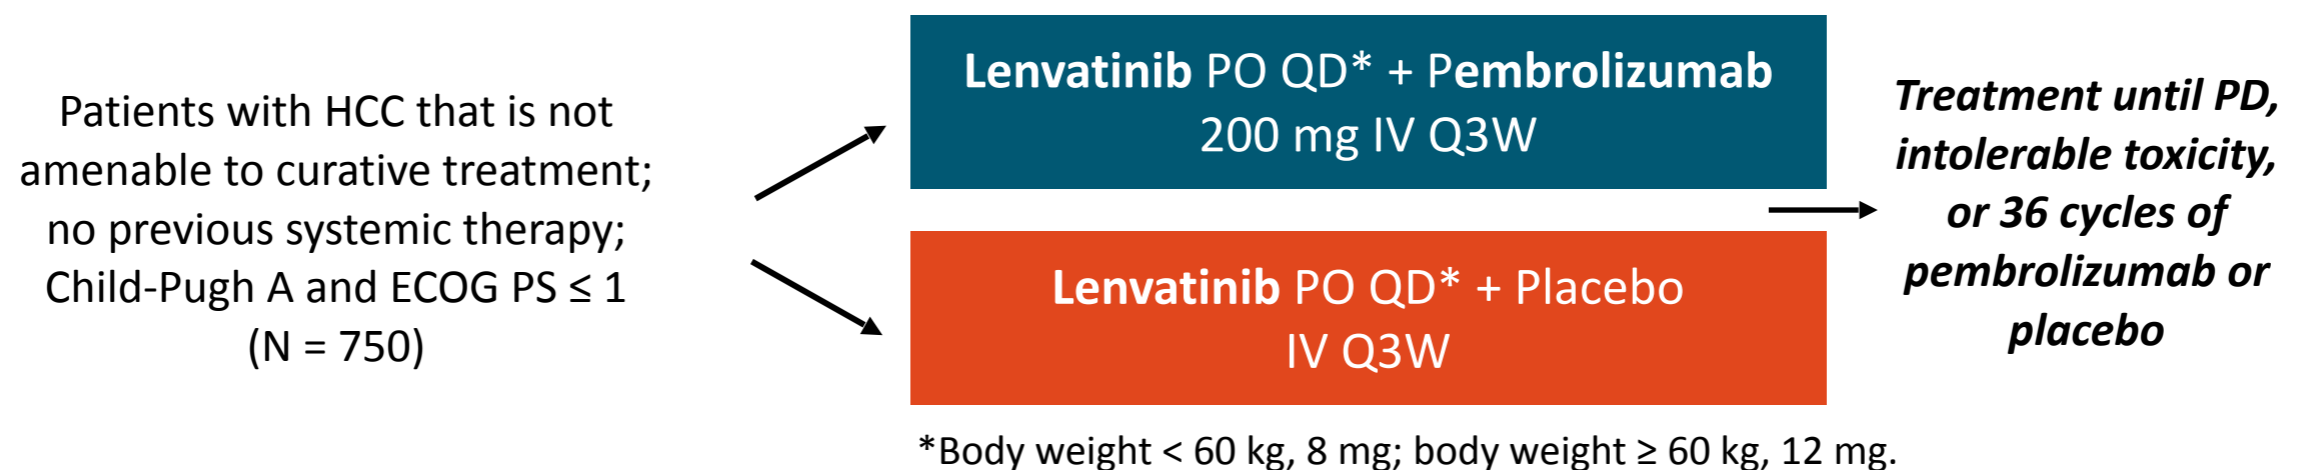 Patients with HCC that is not
amenable to curative treatment;
no previous systemic therapy;
Child-Pugh A and ECOG PS ≤ 1
(N = 750)
Lenvatinib PO QD* + Pembrolizumab
200 mg IV Q3W
Lenvatinib PO QD* + Placebo
IV Q3W
*Body weight < 60 kg, 8 mg; body weight ≥ 60 kg, 12 mg.
Treatment until PD,
intolerable toxicity,
or 36 cycles of
pembrolizumab or
placebo